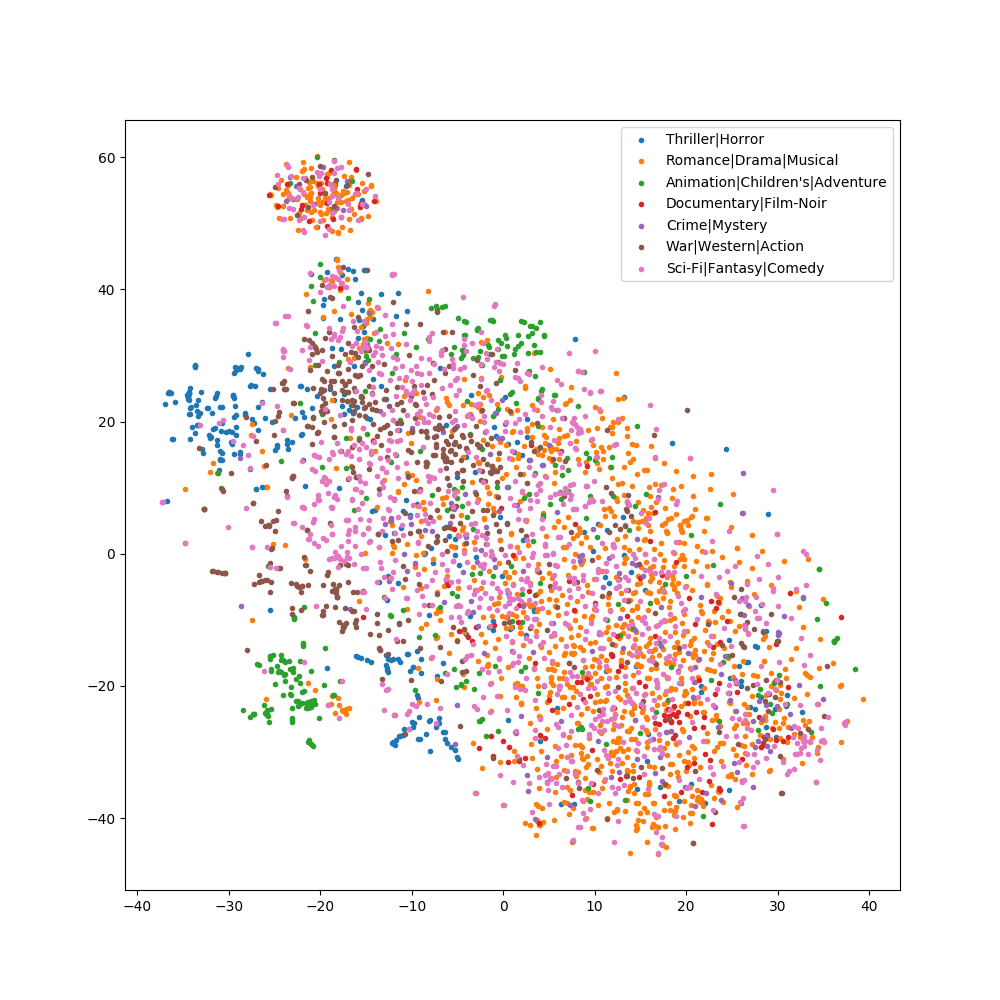 Thriller|Horror
Romance|Drama|Musical
Animation|Children's|Adventure
Documentary|Film-Noir
Crime|Mystery
War|Western|Action
Sci-Fi|Fantasy|Comedy
60
40
20
0
−20
−40
−40 −30 −20 −10 0 10 20 30 40